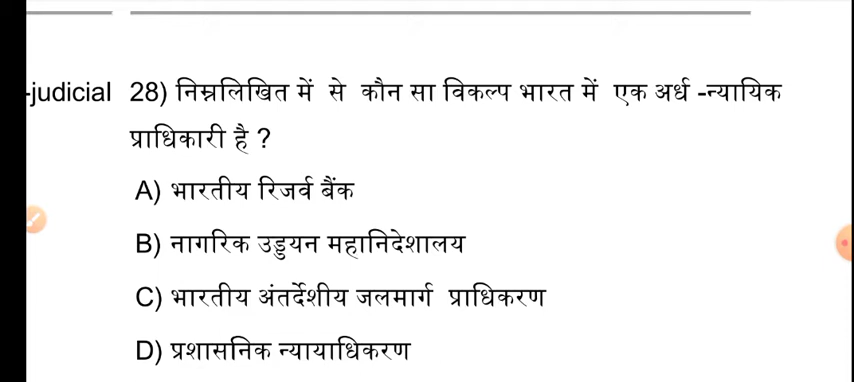 -judicial 28) निम्नलिखित में से कौन सा विकल्प भारत में एक अर्ध -न्यायिक
प्राधिकारी है ?
A) भारतीय रिजर्व बैंक
B) नागरिक उड्डयन महानिदेशालय
C) भारतीय अंतर्देशीय जलमार्ग प्राधिकरण
D) प्रशासनिक न्यायाधिकरण